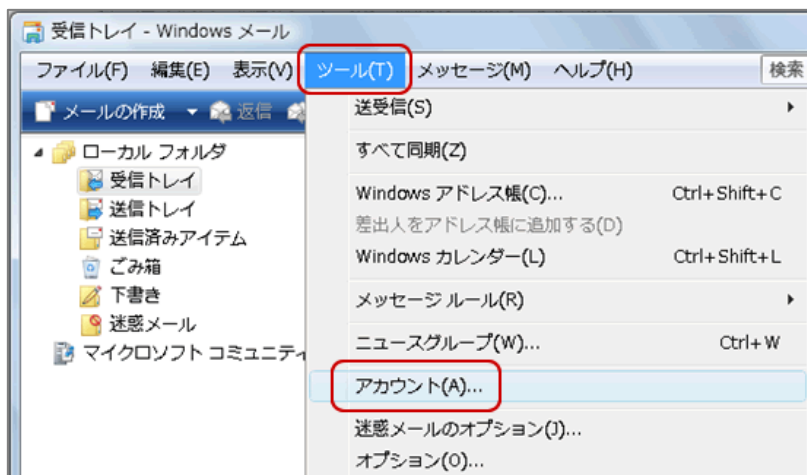 受信トレイ - Windows メール
ファイル(F) 編集(E) 表示(V) ツール(T) メッセージ(M) ヘルプ(H) 検索
メールの作成 返信
ローカル フォルダ
受信トレイ
送信トレイ
送信済みアイテム
ごみ箱
下書き
迷惑メール
マイクロソフト コミュニティ
送受信(S)
すべて同期(Z)
Windows アドレス帳(C)... Ctrl+Shift+C
差出人をアドレス帳に追加する(D)
Windows カレンダー(L) Ctrl+Shift+L
メッセージ ルール(R)
ニュースグループ(W)... Ctrl+W
アカウント(A)...
迷惑メールのオプション(J)...
オプション(O)...